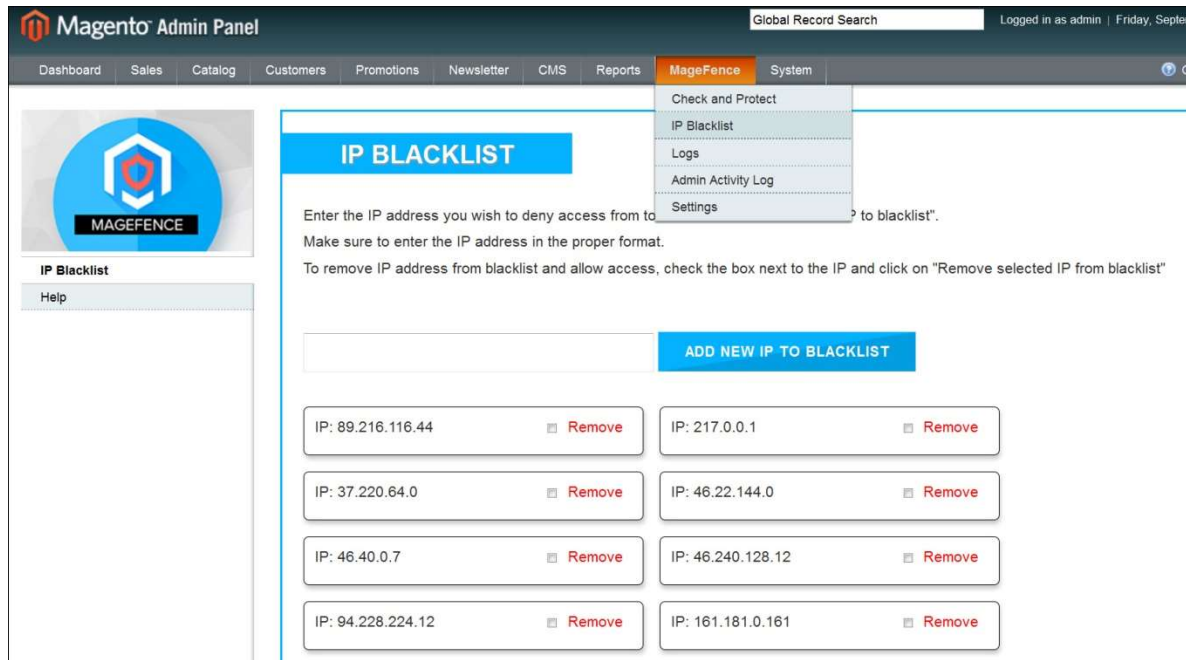 Magento Admin Panel
Global Record Search
Logged in as admin | Friday,
Dashboard Sales Catalog Customers Promotions Newsletter CMS Reports MageFence System
Check and Protect
IP Blacklist
Logs
Admin Activity Log
Settings
MAGEFENCE
IP Blacklist
Help
IP BLACKLIST
Enter the IP address you wish to deny access from to ".
to blacklist".
Make sure to enter the IP address in the proper format.
To remove IP address from blacklist and allow access, check the box next to the IP and click on "Remove selected IP from blacklist"
ADD NEW IP TO BLACKLIST
IP: 89.216.116.44 Remove IP: 217.0.0.1 Remove
IP: 37.220.64.0 Remove IP: 46.22.144.0 Remove
IP: 46.40.0.7 Remove IP: 46.240.128.12 Remove
IP: 94.228.224.12 Remove IP: 161.181.0.161 Remove